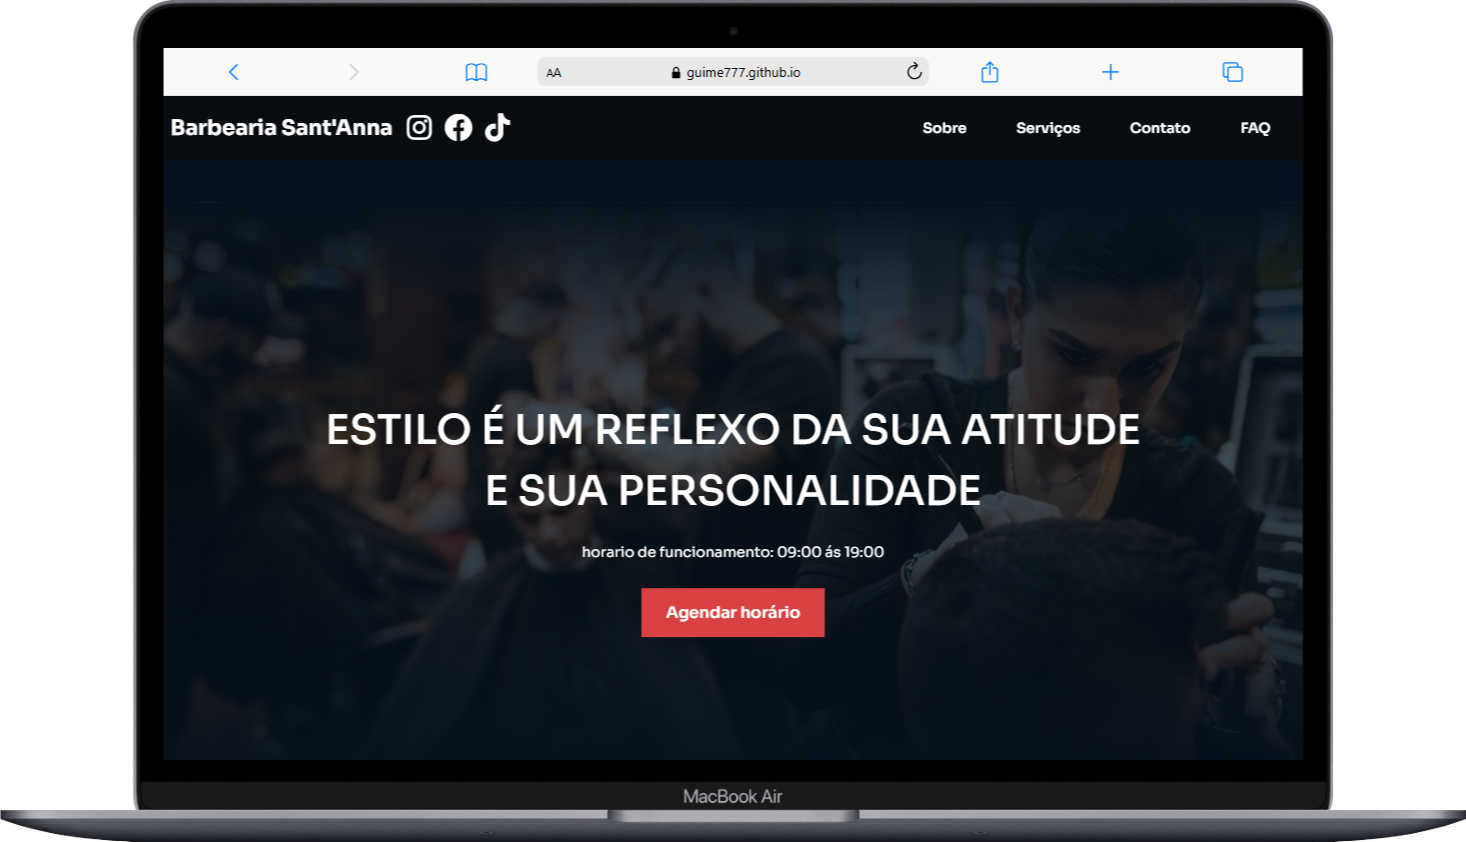 AA guime777.github.io
Barbearia Sant'Anna Sobre Serviços Contato FAQ
ESTILO É UM REFLEXO DA SUA ATITUDE
E SUA PERSONALIDADE
horario de funcionamento: 09:00 ás 19:00
Agendar horário
MacBook Air